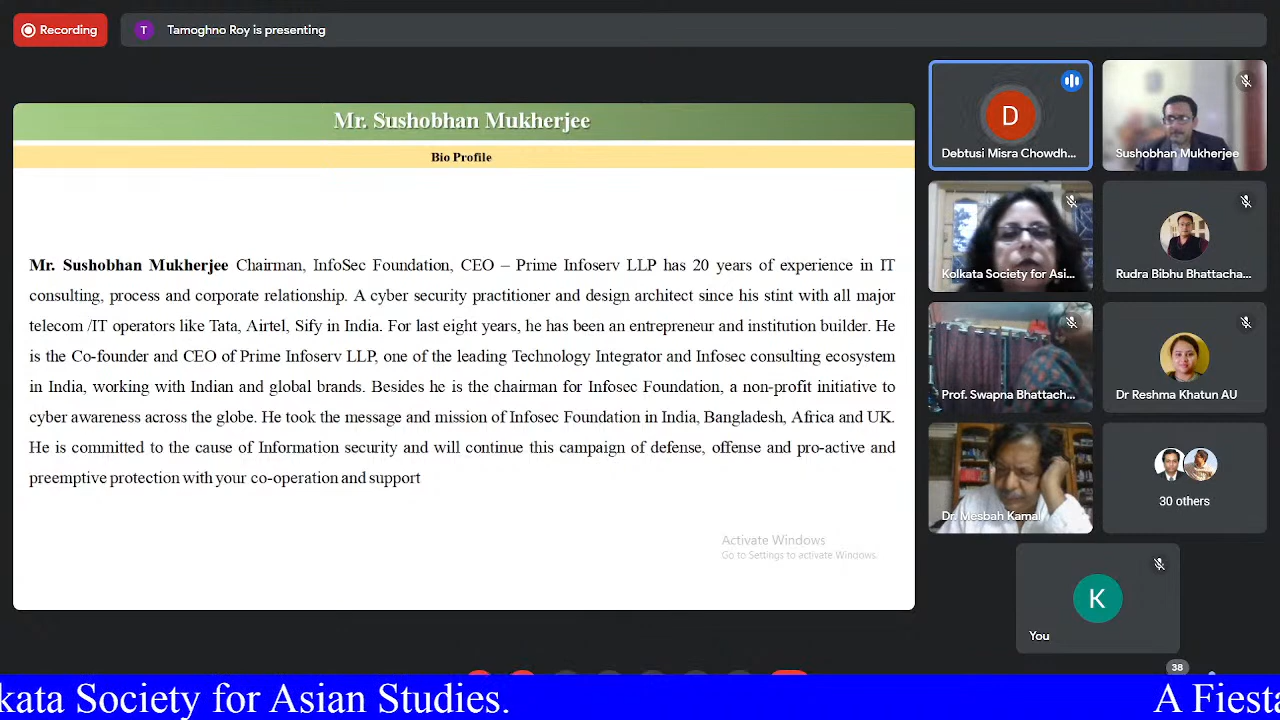 Recording
T
Tamoghno Roy is presenting
Mr. Sushobhan Mukherjee
Bio Profile
Mr. Sushobhan Mukherjee Chairman, InfoSec Foundation, CEO – Prime Infoserv LLP has 20 years of experience in IT
consulting, process and corporate relationship. A cyber security practitioner and design architect since his stint with all major
telecom /IT operators like Tata, Airtel, Sify in India. For last eight years, he has been an entrepreneur and institution builder. He
is the Co-founder and CEO of Prime Infoserv LLP, one of the leading Technology Integrator and Infosec consulting ecosystem
in India, working with Indian and global brands. Besides he is the chairman for Infosec Foundation, a non-profit initiative to
cyber awareness across the globe. He took the message and mission of Infosec Foundation in India, Bangladesh, Africa and UK.
He is committed to the cause of Information security and will continue this campaign of defense, offense and pro-active and
preemptive protection with your co-operation and support
Activate Windows
Go to Settings to activate Windows.
D
Debtusi Misra Chowdh...
Sushobhan Mukherjee
Kolkata Society for Asi...
Rudra Bibhu Bhattacha...
Prof. Swapna Bhattach...
Dr Reshma Khatun AU
Dr. Mesbah Kamal
30 others
K
You
38
kata Society for Asian Studies.
A Fiesta